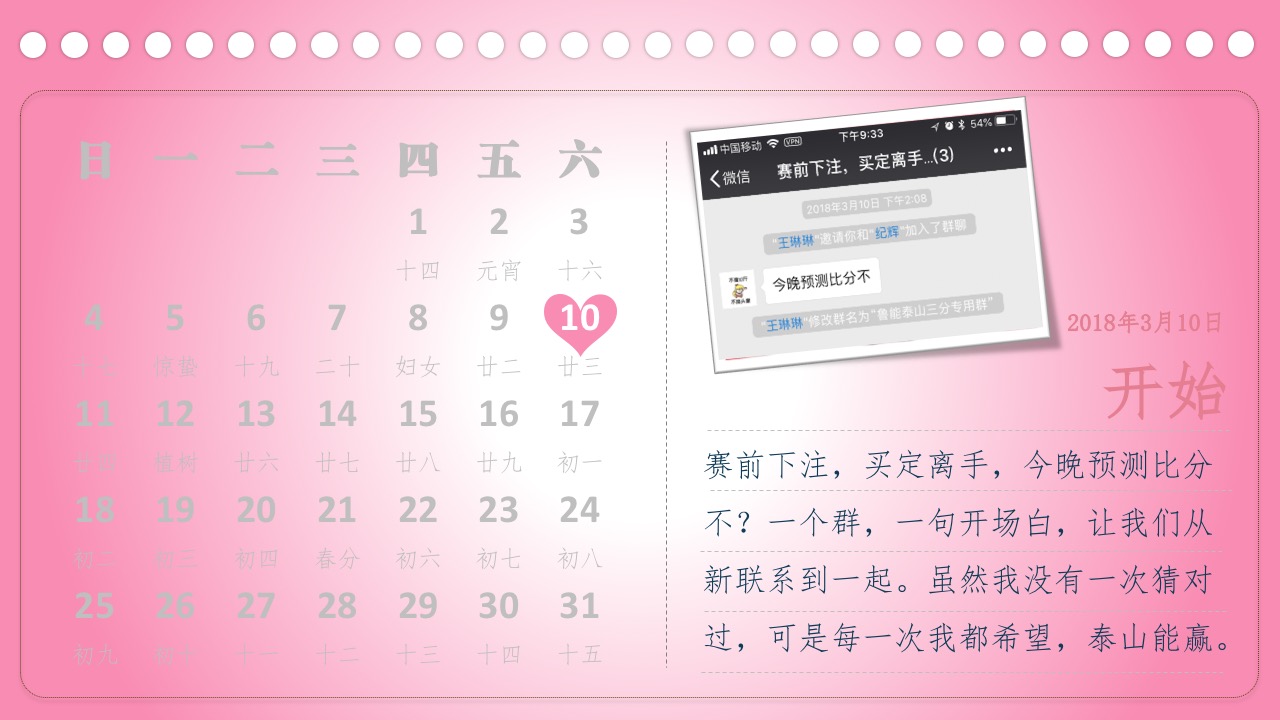 日 一 二 三 四 五 六
1 2 3
十四 元宵 十六
4 5 6 7 8 9 10
惊蛰 十九 二十 妇女 廿二 廿三
11 12 13 14 15 16 17
廿四 植树 廿六 廿七 廿八 廿九 初一
18 19 20 21 22 23 24
初二 初三 初四 春分 初六 初七 初八
25 26 27 28 29 30 31
初九 初十 十一 十二 十三 十四 十五
中国移动 VPN 下午9:33 54%
微信 赛前下注，买定离手...(3)
2018年3月10日 下午2:08
"王琳琳"邀请你和"纪辉"加入了群聊
今晚预测比分不
"王琳琳"修改群名为"鲁能泰山三分专用群"
2018年3月10日
开始
赛前下注，买定离手，今晚预测比分
不？一个群，一句开场白，让我们从
新联系到一起。虽然我没有一次猜对
过，可是每一次我都希望，泰山能赢。